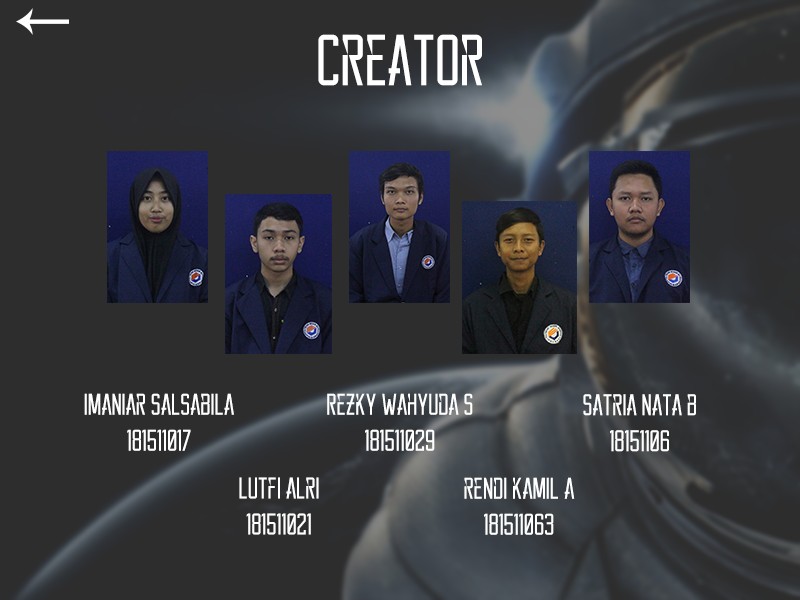 CREATOR
IMANIAR SALSABILA
181511017
REZKY WAHYUDA S
181511029
SATRIA NATA B
18151106
LUTFI ALRI
181511021
RENDI KAMIL A
181511063